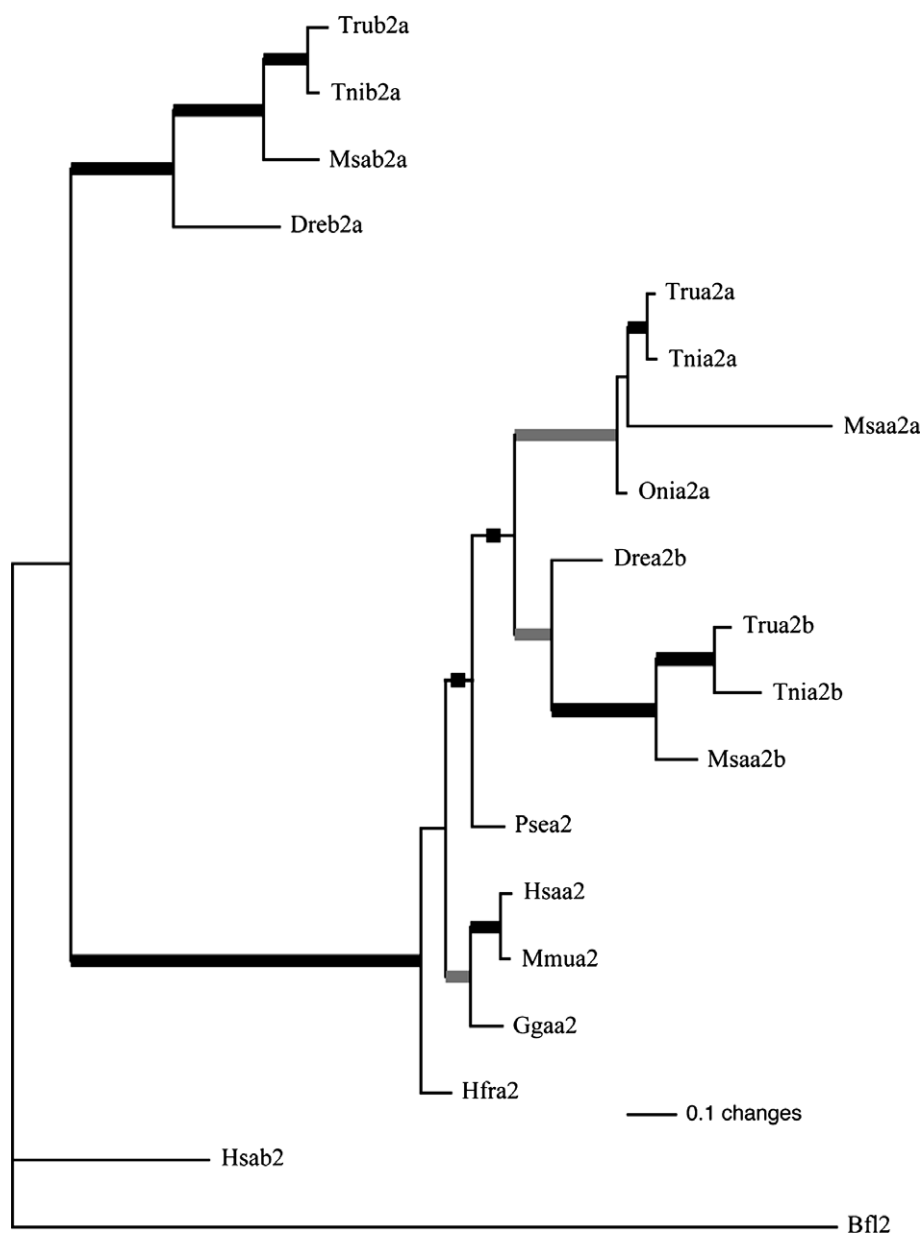 Trub2a
Tnib2a
Msab2a
Dreb2a
Trua2a
Tnia2a
Msaa2a
Onia2a
Drea2b
Trua2b
Tnia2b
Msaa2b
Psea2
Hsaa2
Mmua2
Ggaa2
Hfra2
0.1 changes
Hsab2
Bfl2